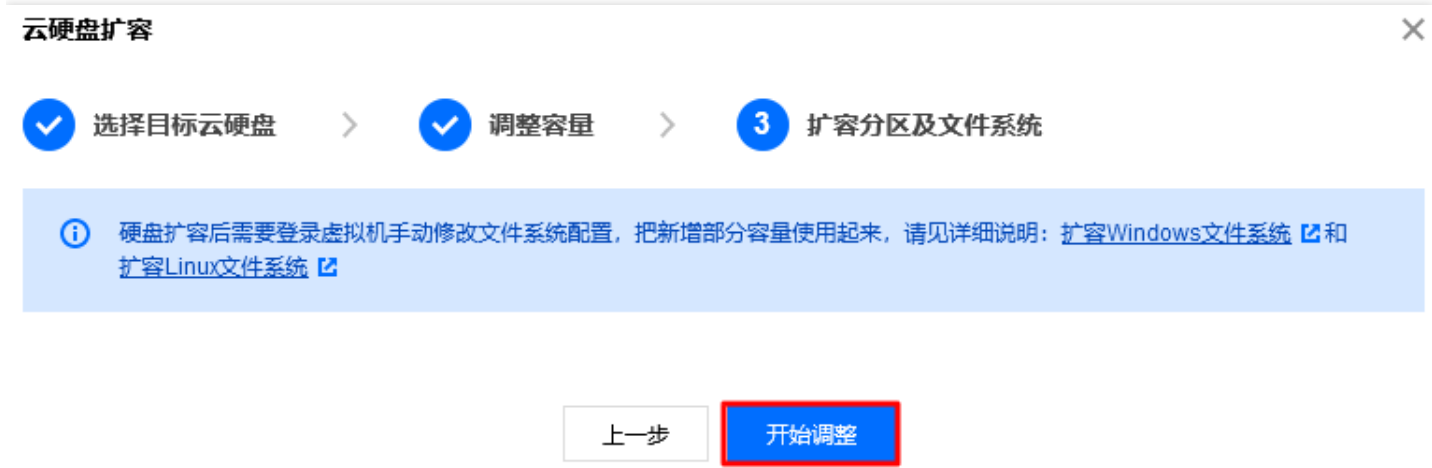 云硬盘扩容
选择目标云硬盘 调整容量 3 扩容分区及文件系统
硬盘扩容后需要登录虚拟机手动修改文件系统配置，把新增部分容量使用起来，请见详细说明：扩容Windows文件系统 和
扩容Linux文件系统
上一步 开始调整